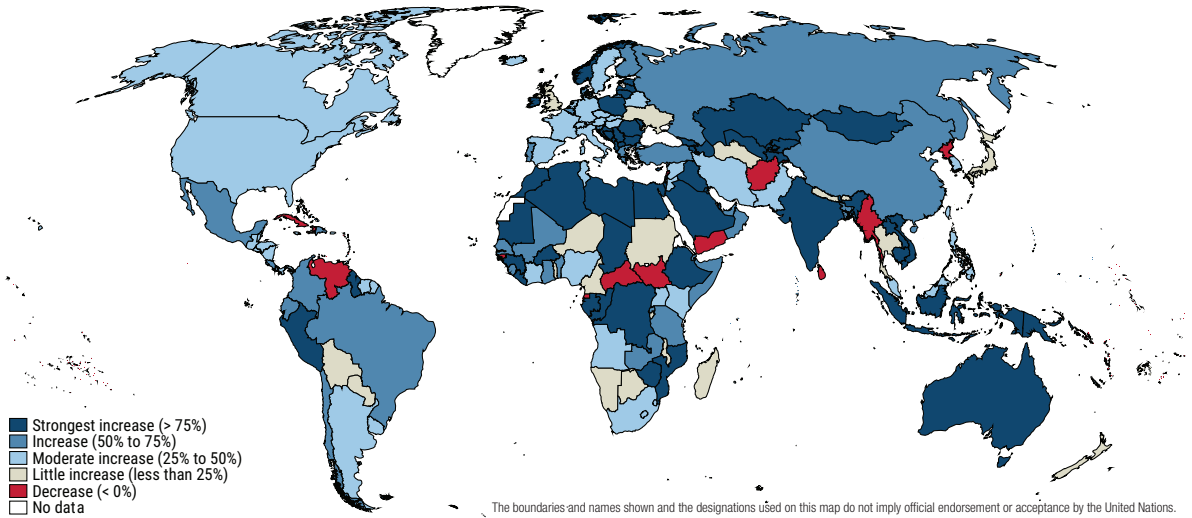 Strongest increase (> 75%)
Increase (50% to 75%)
Moderate increase (25% to 50%)
Little increase (less than 25%)
Decrease (< 0%)
No data
The boundaries and names shown and the designations used on this map do not imply official endorsement or acceptance by the United Nations.